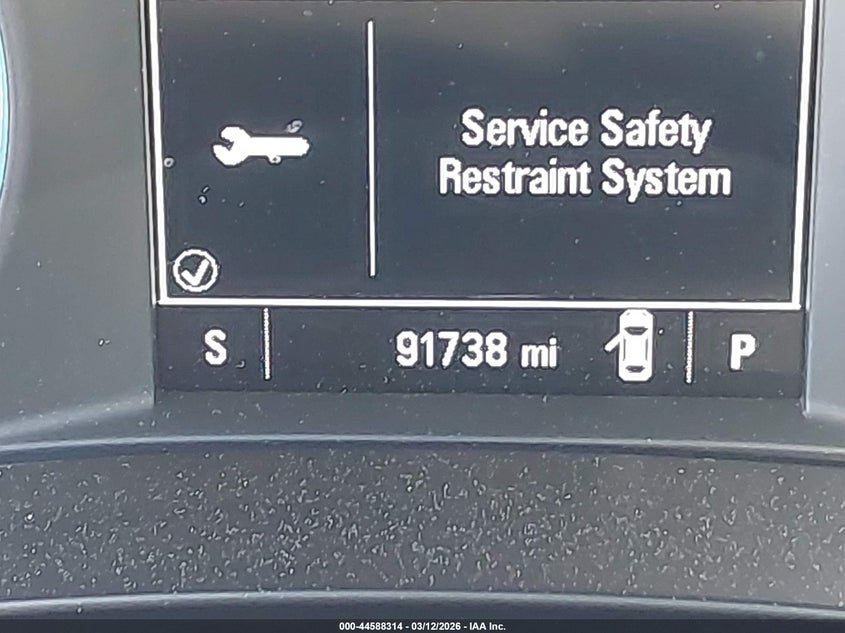 Service Safety
Restraint System
S 91738 mi P
000-44588314 - 03/12/2026 - IAA Inc.